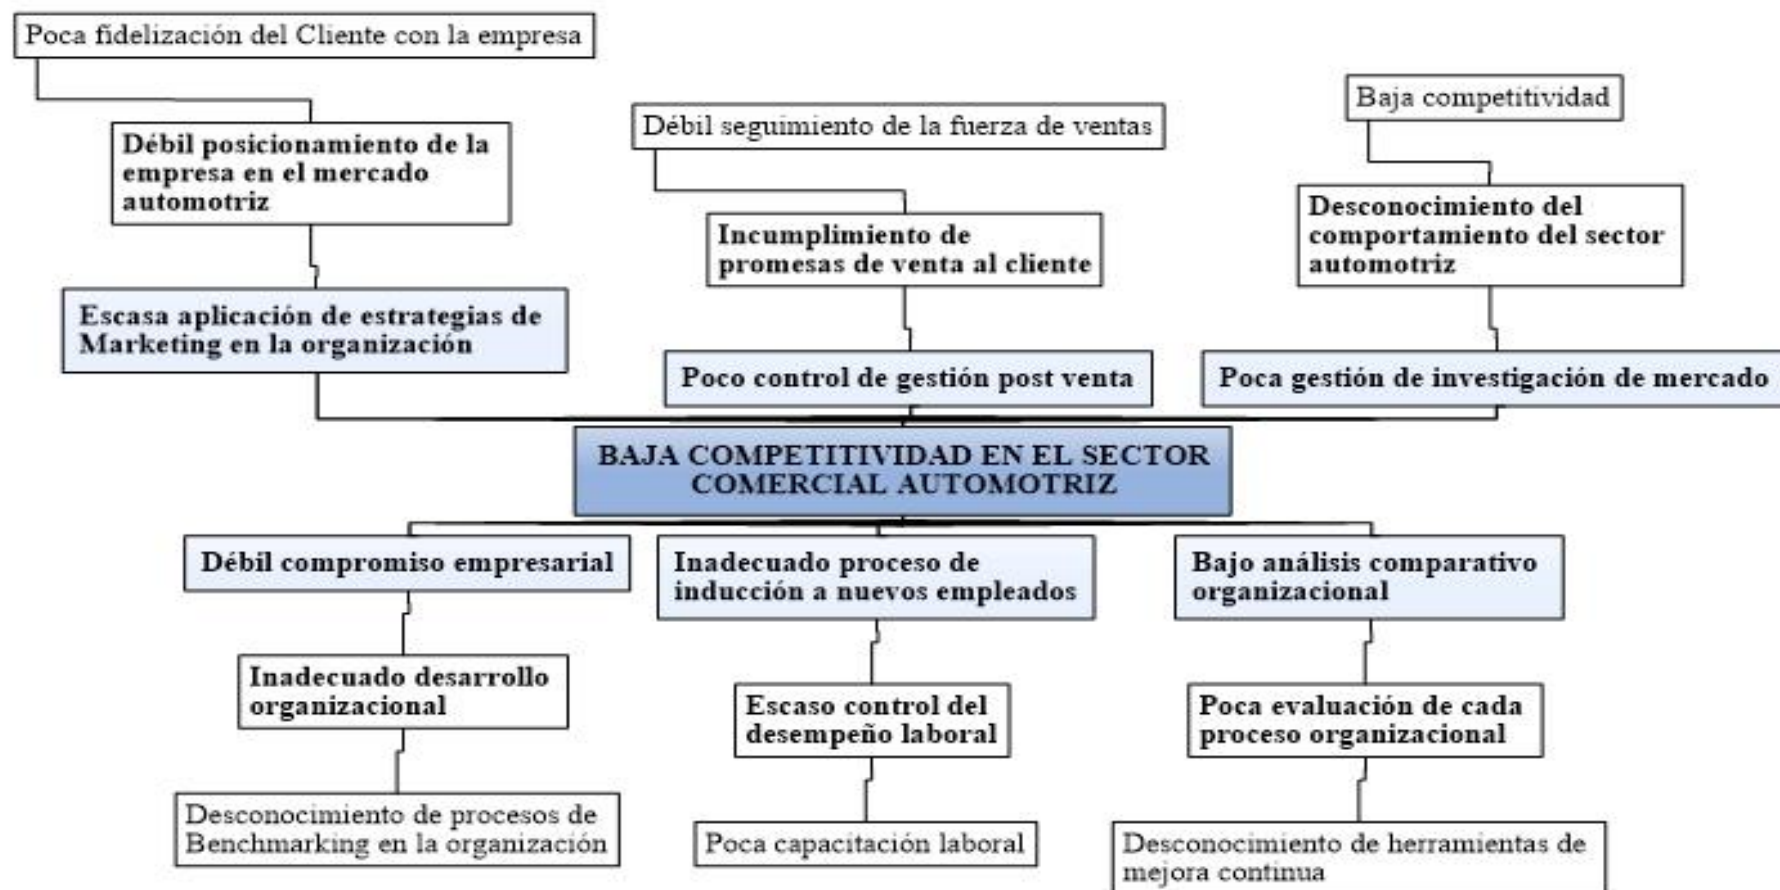 Poca fidelización del Cliente con la empresa
Débil posicionamiento de la
empresa en el mercado
automotriz
Escasa aplicación de estrategias de
Marketing en la organización
Débil seguimiento de la fuerza de ventas
Incumplimiento de
promesas de venta al cliente
Poco control de gestión post venta
Baja competitividad
Desconocimiento del
comportamiento del sector
automotriz
Poca gestión de investigación de mercado
BAJA COMPETITIVIDAD EN EL SECTOR
COMERCIAL AUTOMOTRIZ
Débil compromiso empresarial
Inadecuado desarrollo
organizacional
Desconocimiento de procesos de
Benchmarking en la organización
Inadecuado proceso de
inducción a nuevos empleados
Escaso control del
desempeño laboral
Poca capacitación laboral
Bajo análisis comparativo
organizacional
Poca evaluación de cada
proceso organizacional
Desconocimiento de herramientas de
mejora continua